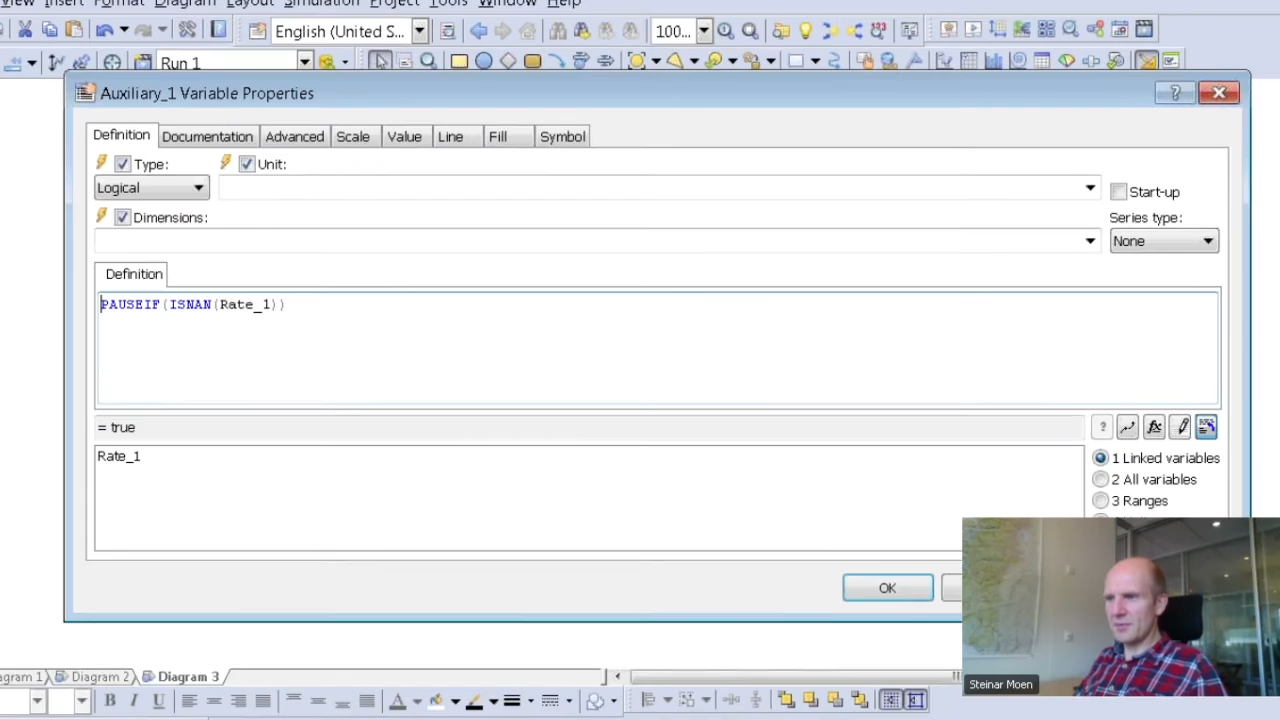 View Insert Format Diagram Layout Simulation Project Tools Window Help
English (United S...
100...
Run 1
Auxiliary_1 Variable Properties
?
Definition
Documentation
Advanced
Scale
Value
Line
Fill
Symbol
Type:
Unit:
Logical
Start-up
Dimensions:
Series type:
None
Definition
PAUSEIF(ISNAN(Rate_1))
= true
?
fx
Rate_1
1 Linked variables
2 All variables
3 Ranges
OK
Steinar Moen
agram 1
Diagram 2
Diagram 3
B I U
A